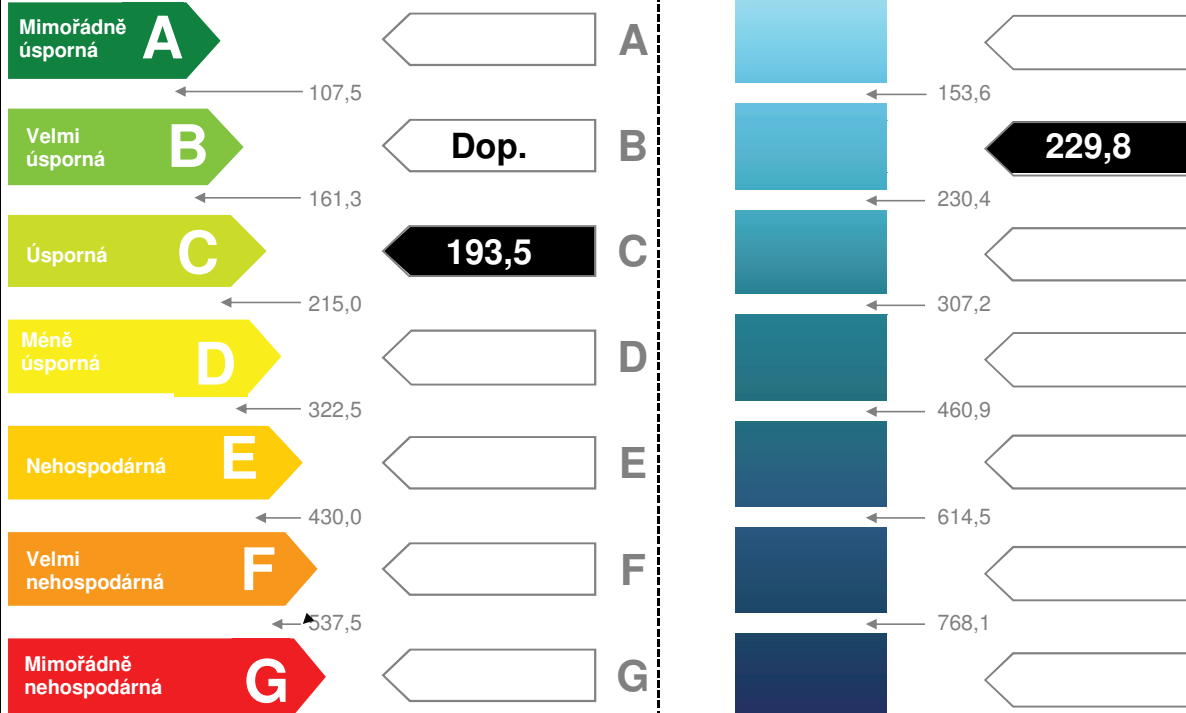 Mimořádně
úsporná
A
A
107,5
153,6
Velmi
úsporná
B
Dop.
B
229,8
161,3
230,4
Úsporná
C
193,5
C
215,0
307,2
Méně
úsporná
D
D
322,5
460,9
Nehospodárná
E
E
430,0
614,5
Velmi
nehospodárná
F
F
537,5
768,1
Mimořádně
nehospodárná
G
G